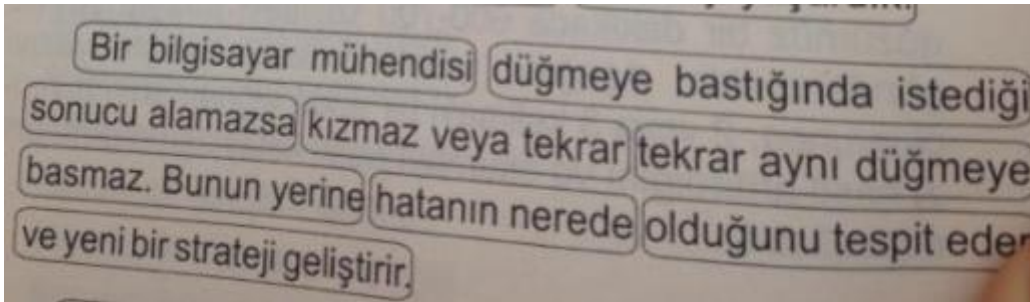 Bir bilgisayar mühendisi düğmeye bastığında istediği
sonucu alamazsa kızmaz veya tekrar tekrar aynı düğmeye
basmaz. Bunun yerine hatanın nerede olduğunu tespit eder
ve yeni bir strateji geliştirir.